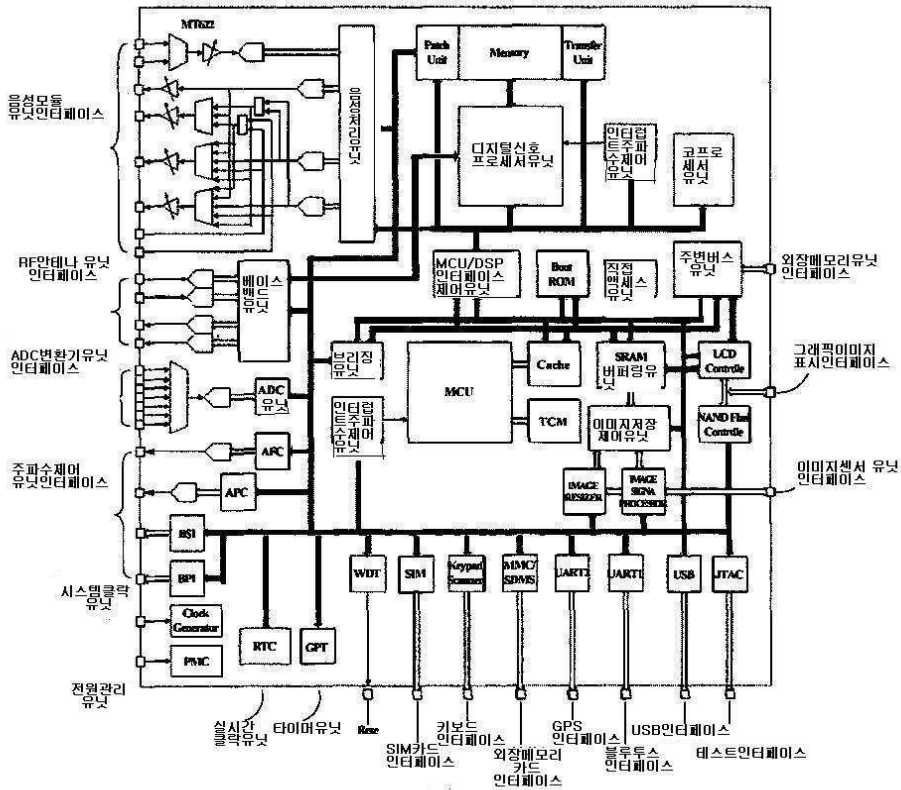 MT622
Patch
Unit
Memory
Transfer
Unit
음성모듈
유닛인터페이스
음성처리유닛
디지털신호
프로세서유닛
인터럽
트주파
수제어
유닛
코프로
세서
유닛
RF안테나 유닛
인터페이스
베이스
밴드유닛
MCU/DSP
인터페이스
제어유닛
Boot
ROM
직접
액세스
유닛
주변버
스유닛
외장메모리유닛
인터페이스
ADC변환기유닛
인터페이스
브리징
유닛
MCU
Cache
SRAM
버퍼링유
닛
LCD
Controlle
그래픽이미지
표시인터페이스
ADC
유닛
인터럽
트주파
수제어
유닛
TCM
이미지저장
제어유닛
NAND Flas
Controlle
주파수제어
유닛인터페이스
AFC
APC
IMAGE
RESIZER
IMAGE
SIGNA
PROCESSOR
이미지센서 유닛
인터페이스
BSI
BPI
시스템클락
유닛
WDT
SIM
Keypad
Scanner
MMC/
SDMS
UART2
UART1
USB
JTAC
Clock
Generator
PMC
RTC
GPT
전원관리
유닛
실시간
클락유닛
타이머유닛
Rese
SIM카드
인터페이스
키보드
인터페이스
외장메모리
카드
인터페이스
GPS
인터페이스
블루투스
인터페이스
USB인터페이스
테스트인터페이스